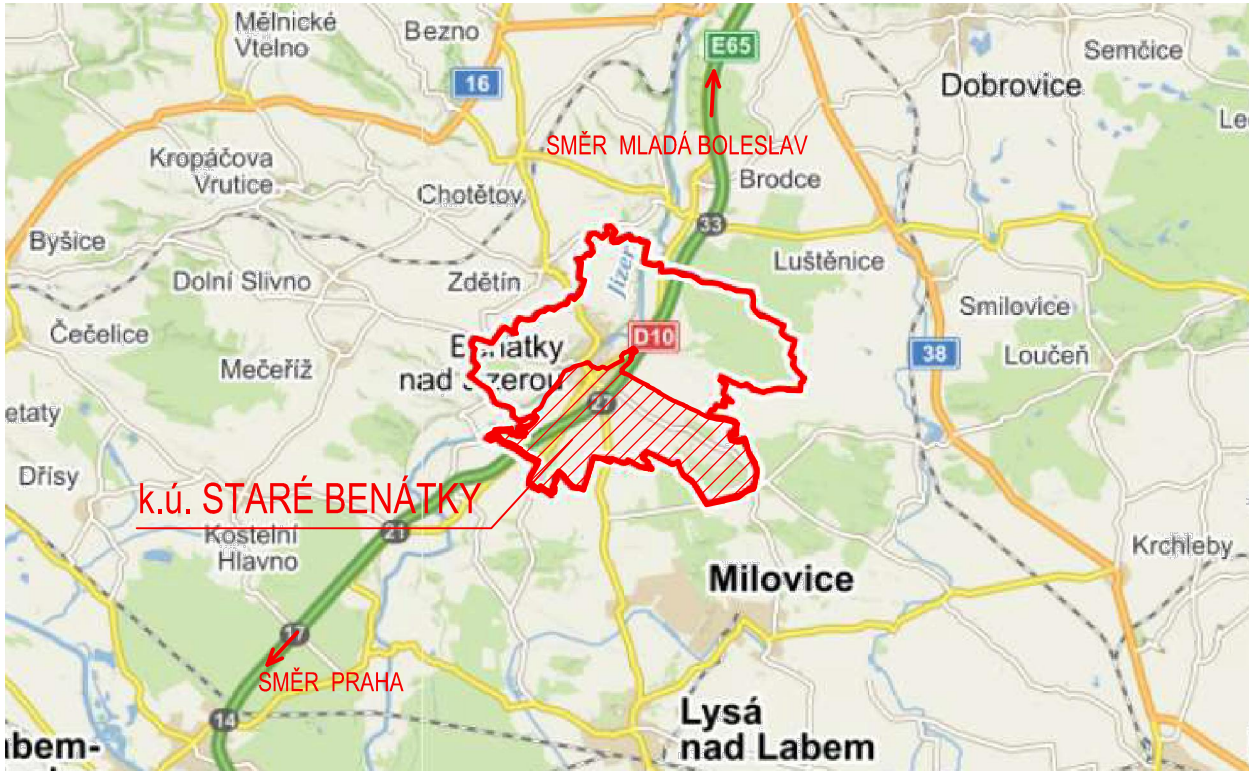 Mělnické
Vtelno
Bezno
E65
Semčice
16
Dobrovice
SMĚR MLADÁ BOLESLAV
Kropáčova
Vrutice
Chotětov
Brodce
33
Byšice
Jizer
Luštěnice
Dolní Slivno
Zdětín
Smilovice
Čečelice
D10
38
Loučeň
Mečeříž
nad
etaty
Dřísy
k.ú. STARÉ BENÁTKY
21
Kostelní
Hlavno
Krchleby
Milovice
17
SMĚR PRAHA
14
Lysá
nad Labem
abem-